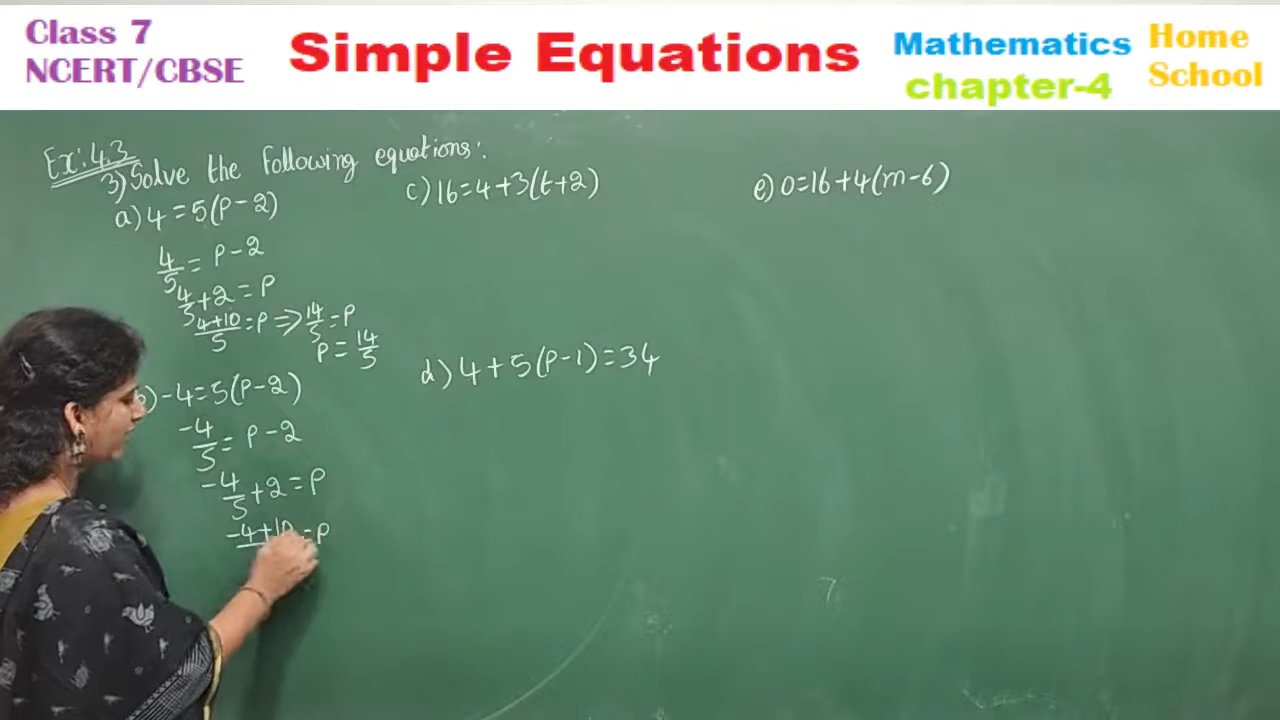 Class 7
NCERT/CBSE
Simple Equations
Mathematics
chapter-4
Home
School
Ex: 4.3
3) Solve the following equations:
a) 4 = 5(P-2)
4/5 = P-2
4/5 + 2 = P
4+10/5 = P => 14/5 = P
P = 14/5
b) -4 = 5(P-2)
-4/5 = P-2
-4/5 + 2 = P
-4+10 = P
c) 16 = 4+3(t+2)
d) 4+5(P-1) = 34
e) 0 = 16+4(m-6)